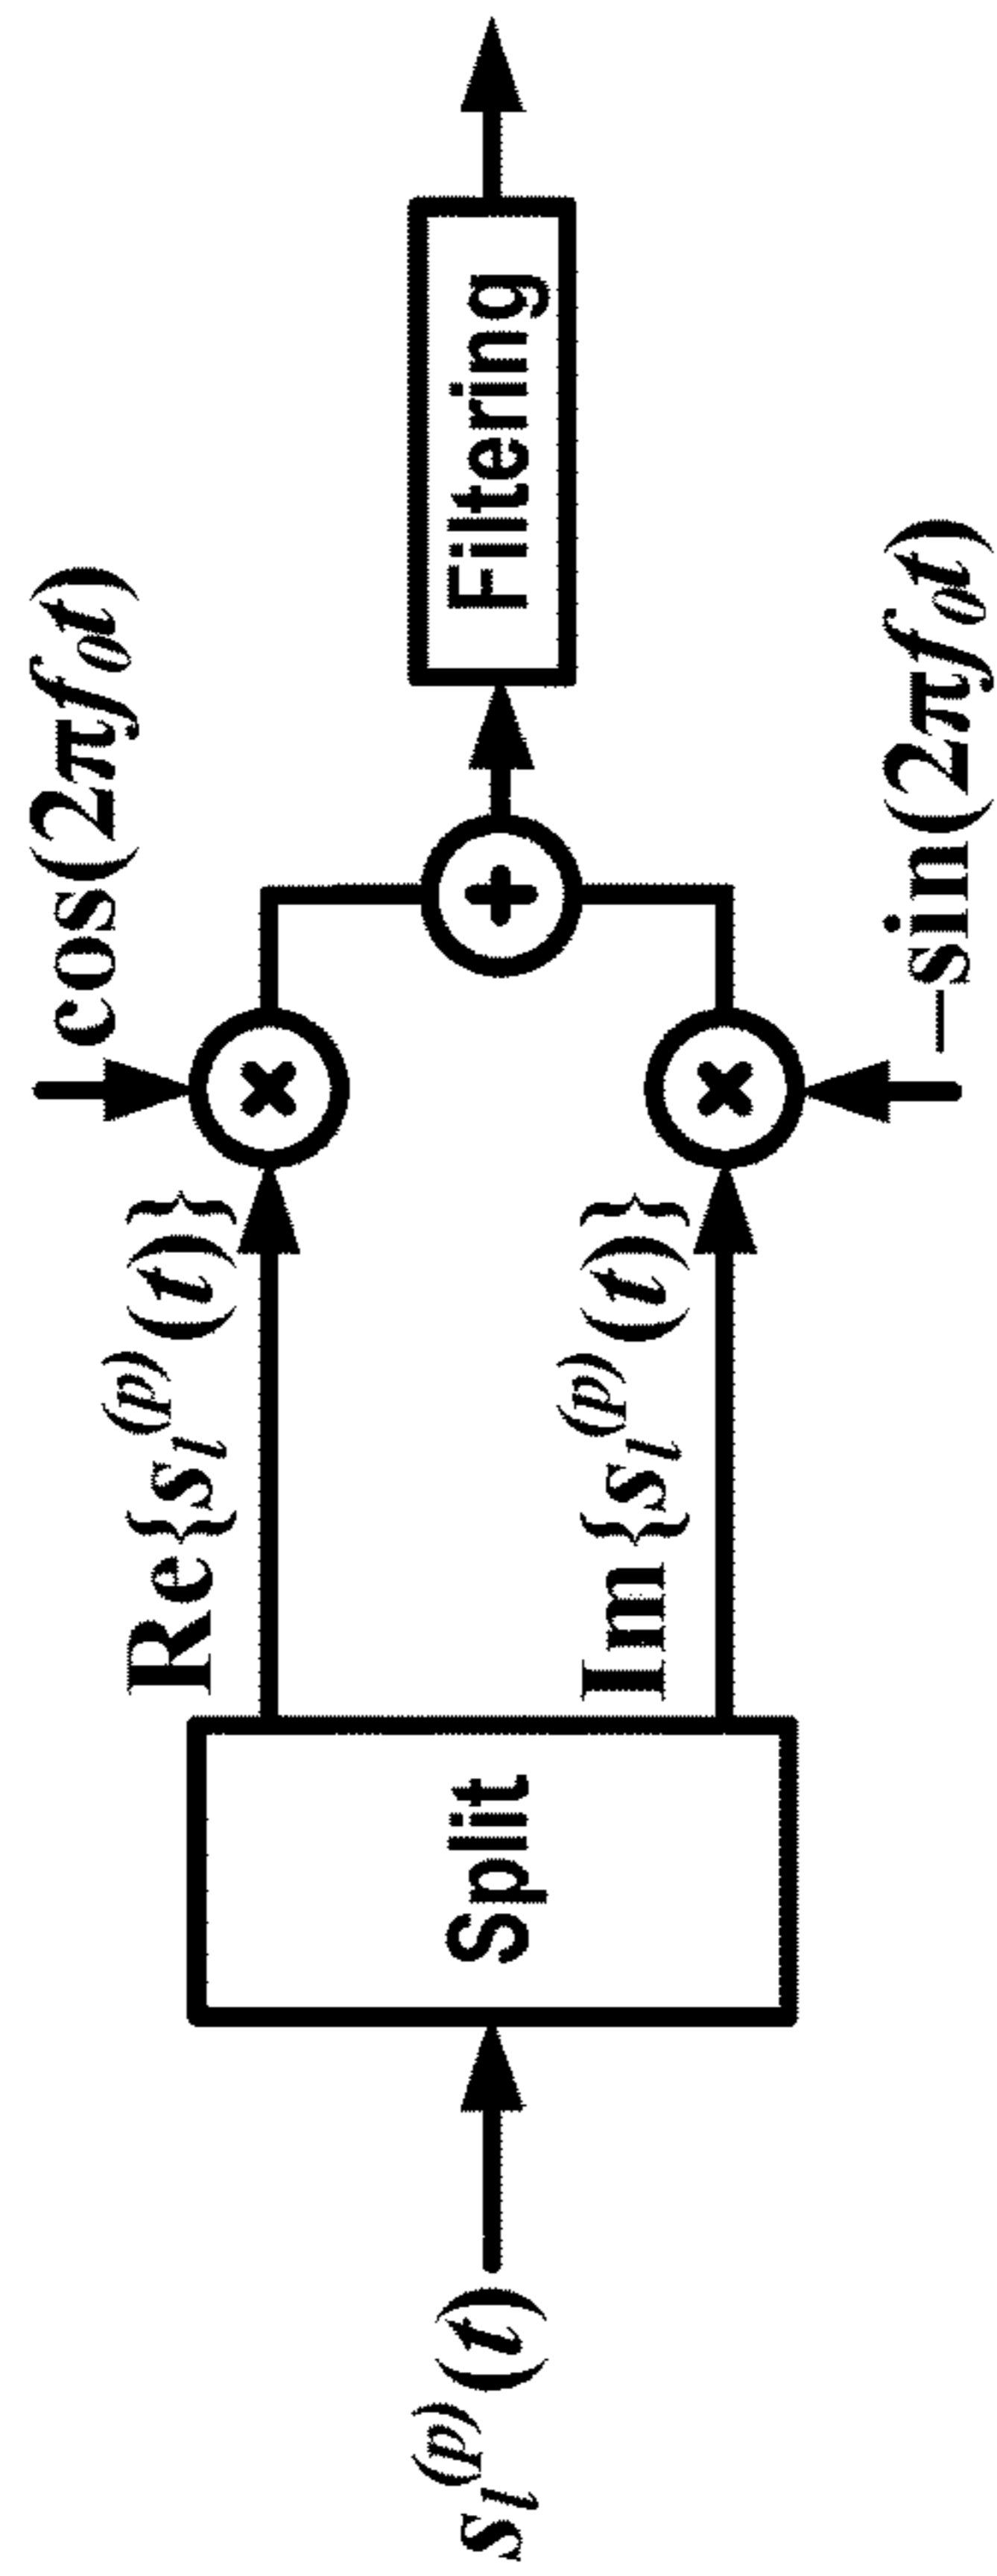 s_l^(p)(t)
Split
Re{s_l^(p)(t)}
Im{s_l^(p)(t)}
cos(2πf_0t)
–sin(2πf_0t)
Filtering